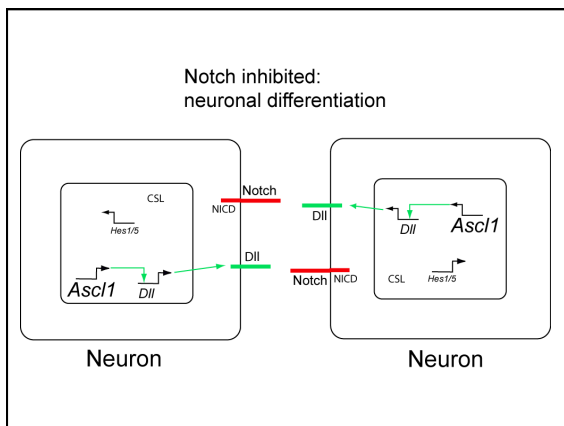 Notch inhibited:
neuronal differentiation
CSL
Hes1/5
Ascl1
Dll
NICD
Notch
Dll
Neuron
Dll
Dll
Ascl1
Notch
NICD
CSL
Hes1/5
Neuron